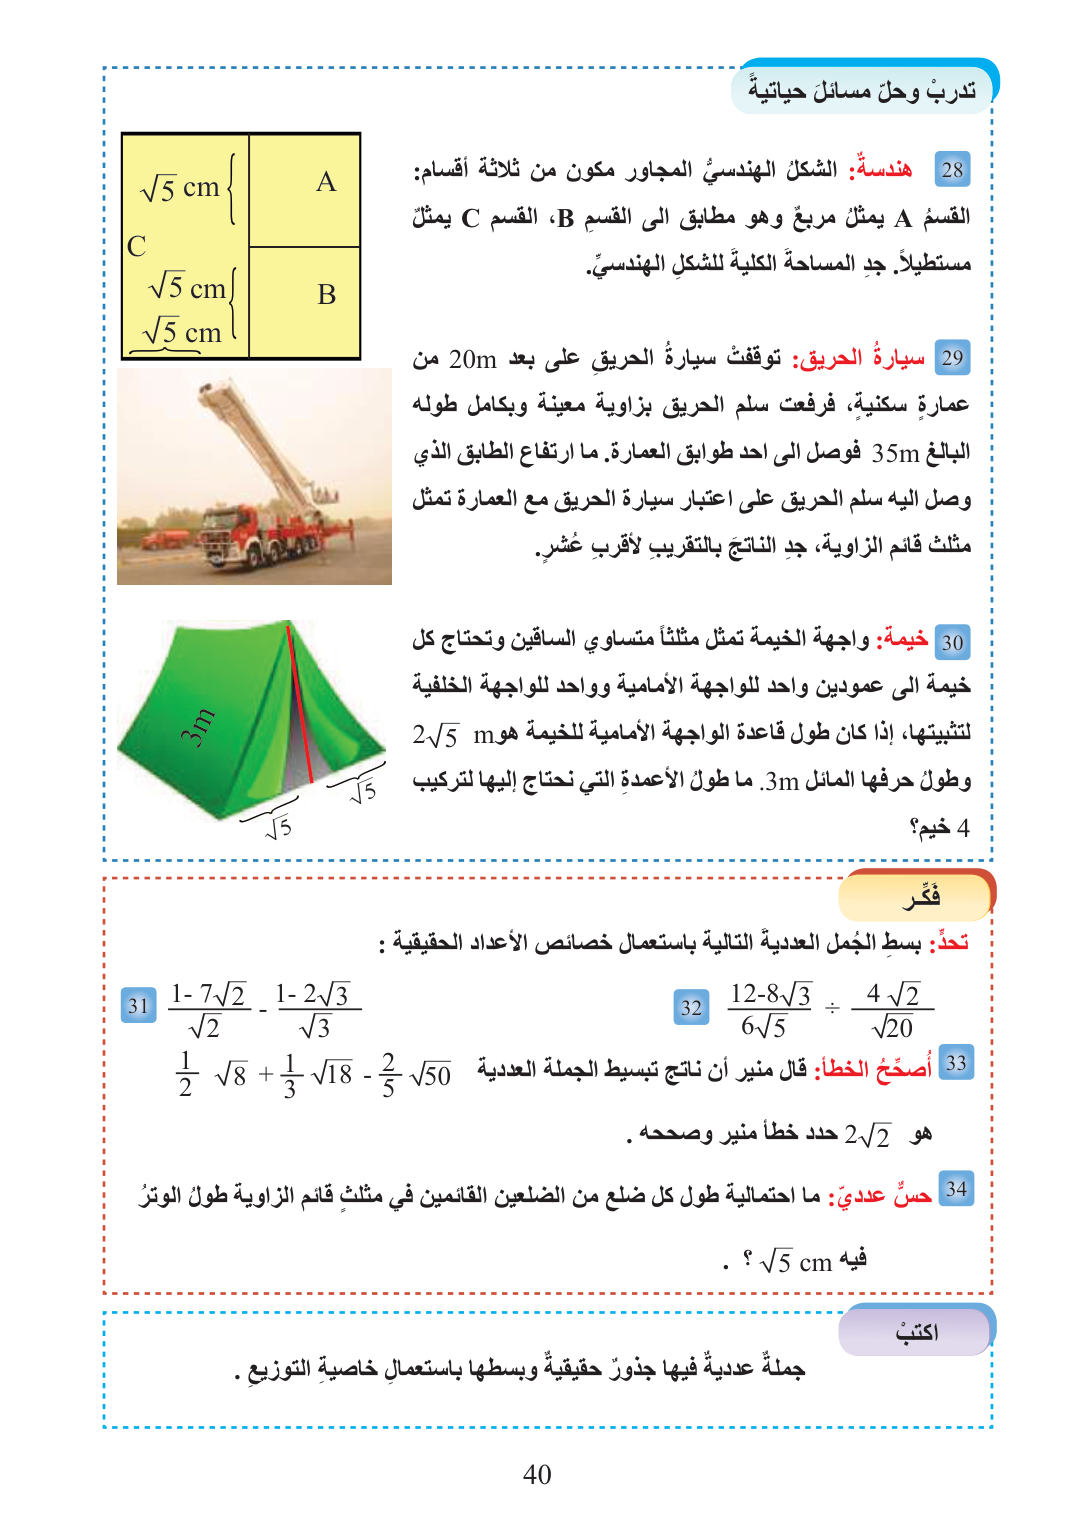 تدربْ وحلّ مسائلَ حياتيةً
28 هندسةٌ: الشكلُ الهندسيُّ المجاور مكون من ثلاثة أقسام:
القسمُ A يمثلُ مربعٌ وهو مطابق الى القسمِ B، القسم C يمثلُ
مستطيلاً. جدِ المساحةَ الكليةَ للشكلِ الهندسيِّ.
√5 cm
A
C
√5 cm
B
√5 cm
29 سيارةُ الحريق: توقفتْ سيارةُ الحريقِ على بعد 20m من
عمارةٍ سكنيةٍ، فرفعت سلم الحريق بزاوية معينة وبكامل طوله
البالغ 35m فوصل الى احد طوابق العمارة. ما ارتفاع الطابق الذي
وصل اليه سلم الحريق على اعتبار سيارة الحريق مع العمارة تمثل
مثلث قائم الزاوية، جدِ الناتجَ بالتقريبِ لأقربِ عُشرٍ.
30 خيمة: واجهة الخيمة تمثل مثلثاً متساوي الساقين وتحتاج كل
خيمة الى عمودين واحد للواجهة الأمامية وواحد للواجهة الخلفية
لتثبيتها، إذا كان طول قاعدة الواجهة الأمامية للخيمة هو 2√5 m
وطولُ حرفها المائل 3m. ما طولُ الأعمدةِ التي نحتاج إليها لتركيب
4 خيم؟
3m
√5
√5
فَكِّـر
تحدٍّ: بسطِ الجُمل العدديةَ التالية باستعمال خصائص الأعداد الحقيقية :
31 (1- 7√2)/√2 - (1- 2√3)/√3 32 (12-8√3)/(6√5) ÷ (4√2)/√20
33 أُصحِّحُ الخطأ: قال منير أن ناتج تبسيط الجملة العددية 1/2 √8 + 1/3 √18 - 2/5 √50
هو 2√2 حدد خطأ منير وصححه .
34 حسٌّ عدديّ: ما احتمالية طول كل ضلع من الضلعين القائمين في مثلثٍ قائم الزاوية طولُ الوترُ
فيه √5 cm ؟ .
اكتبْ
جملةٌ عدديةٌ فيها جذورٌ حقيقيةٌ وبسطها باستعمالِ خاصيةِ التوزيعِ .
40